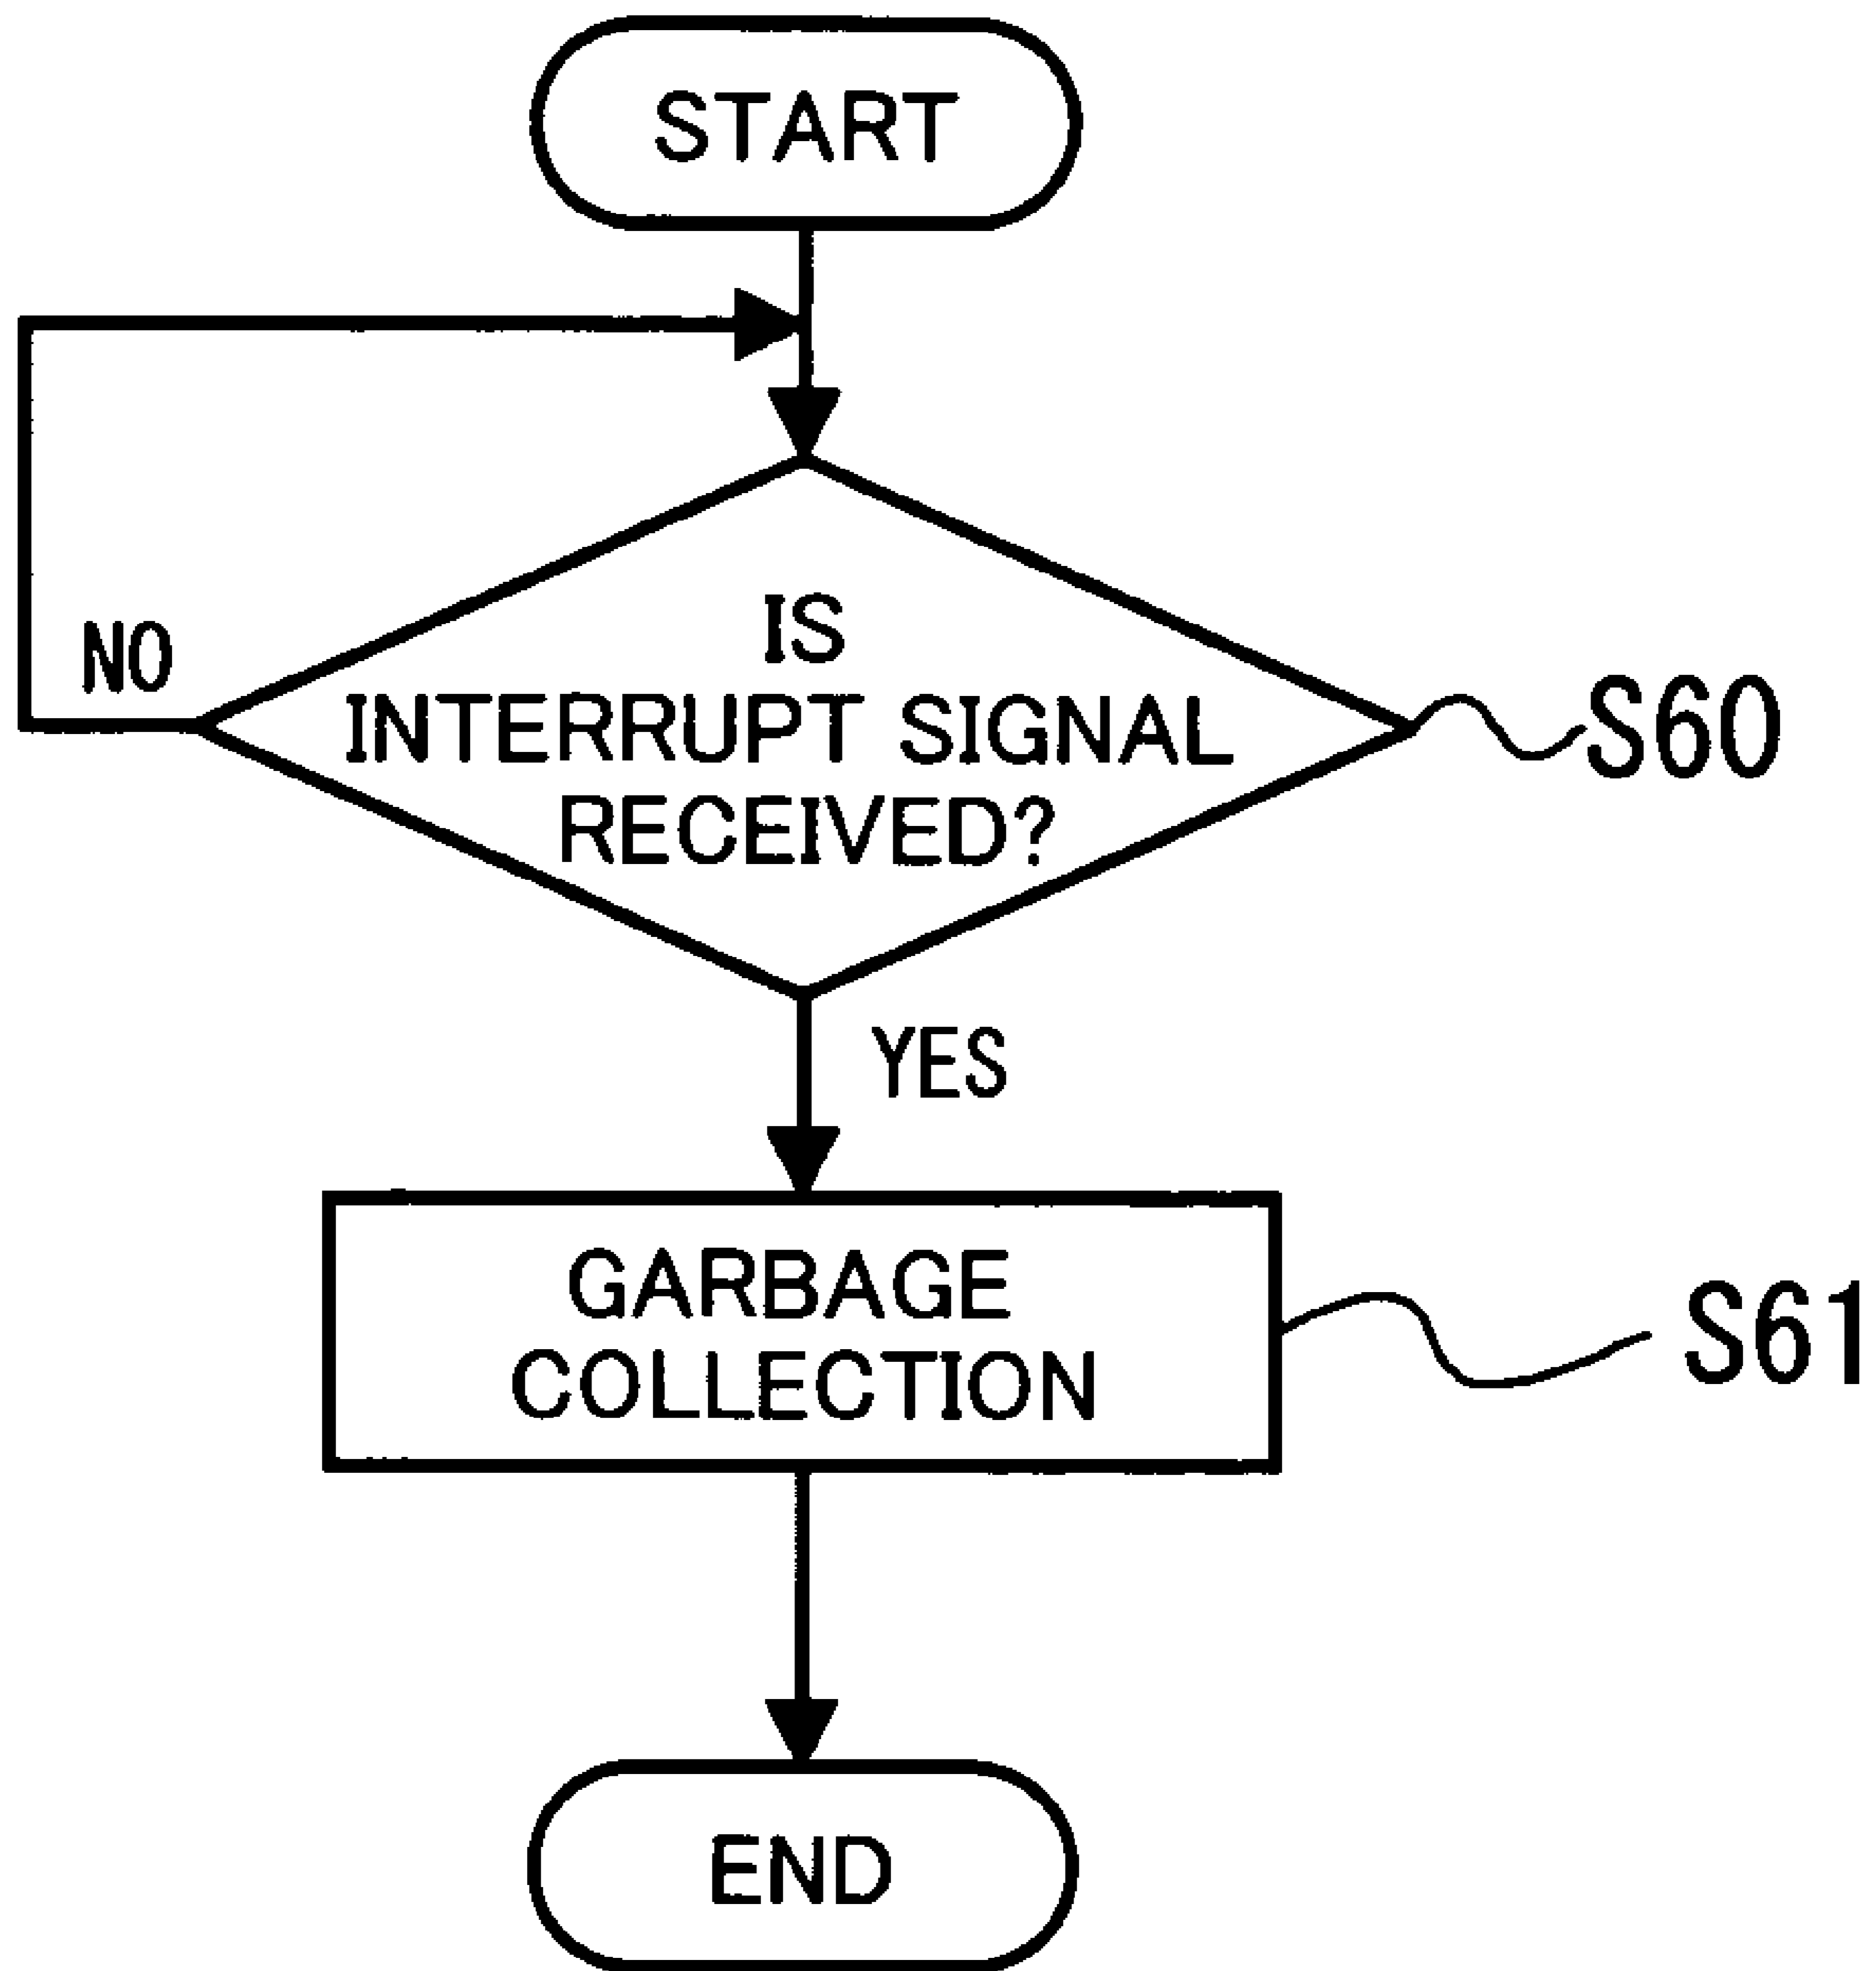 START
NO
IS
INTERRUPT SIGNAL
RECEIVED?
S60
YES
GARBAGE
COLLECTION
S61
END